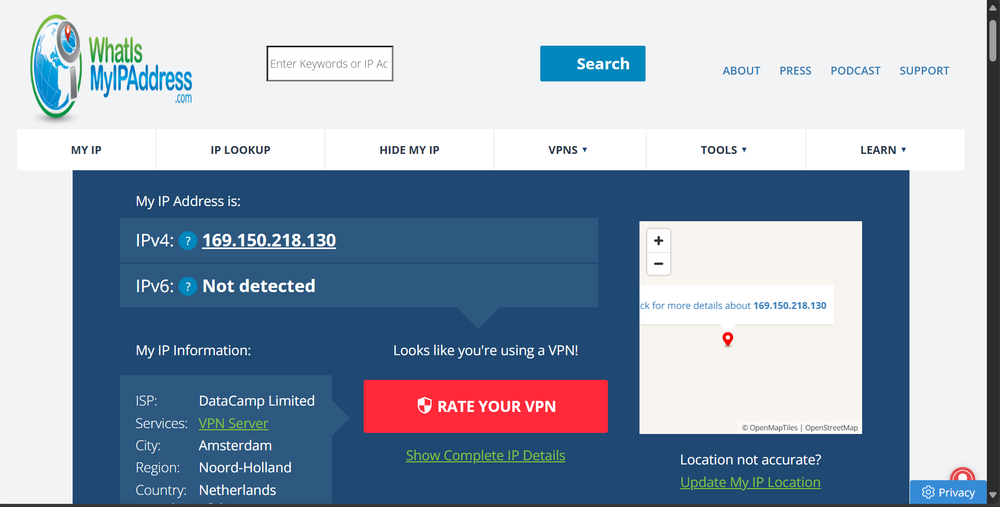 WhatIs
MyIPAddress
.com
Enter Keywords or IP Ad
Search
ABOUT
PRESS
PODCAST
SUPPORT
MY IP
IP LOOKUP
HIDE MY IP
VPNS ▼
TOOLS ▼
LEARN ▼
My IP Address is:
IPv4: ? 169.150.218.130
IPv6: ? Not detected
My IP Information:
ISP: DataCamp Limited
Services: VPN Server
City: Amsterdam
Region: Noord-Holland
Country: Netherlands
Looks like you're using a VPN!
RATE YOUR VPN
Show Complete IP Details
+
−
ck for more details about 169.150.218.130
© OpenMapTiles | OpenStreetMap
Location not accurate?
Update My IP Location
Privacy